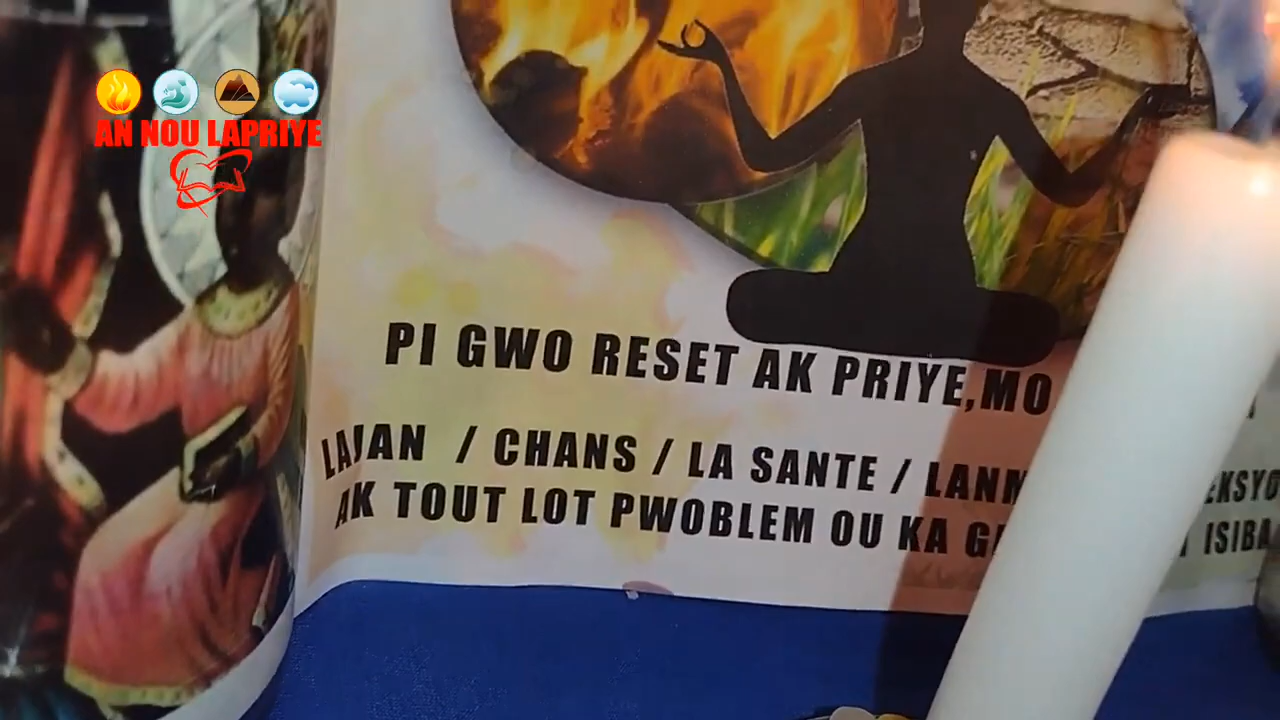 AN NOU LAPRIYE
PI GWO RESET AK PRIYE,MO
LAJAN / CHANS / LA SANTE / LANM
AK TOUT LOT PWOBLEM OU KA